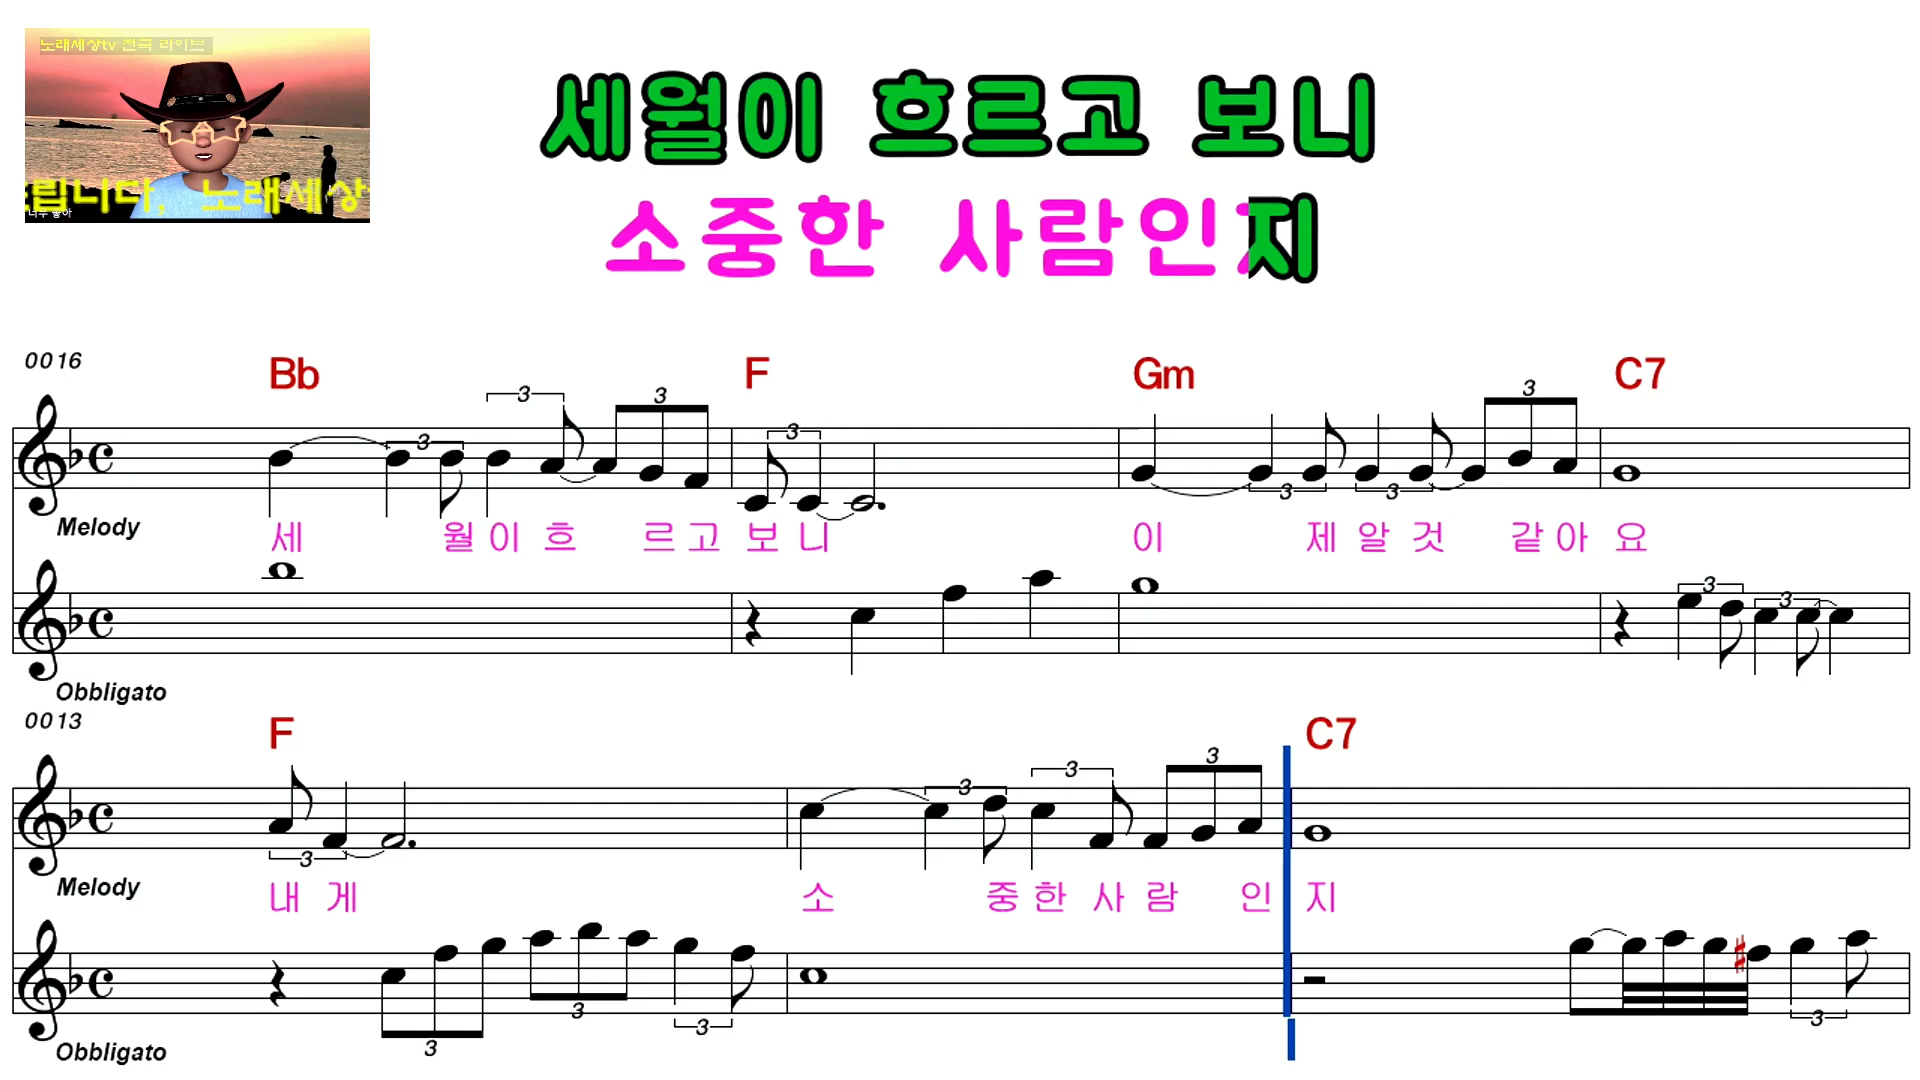 노래세상tv 전국 라이브
립니다, 노래세상
너무 좋아
세월이 흐르고 보니
소중한 사람인지
0016
Bb F Gm C7
3 3 3 3 3 3 3
Melody
세 월 이 흐 르 고 보 니 이 제 알 것 같 아 요
3 3
Obbligato
0013
F C7
3 3 3 3
Melody
내 게 소 중 한 사 람 인 지
3 3 3 3
Obbligato